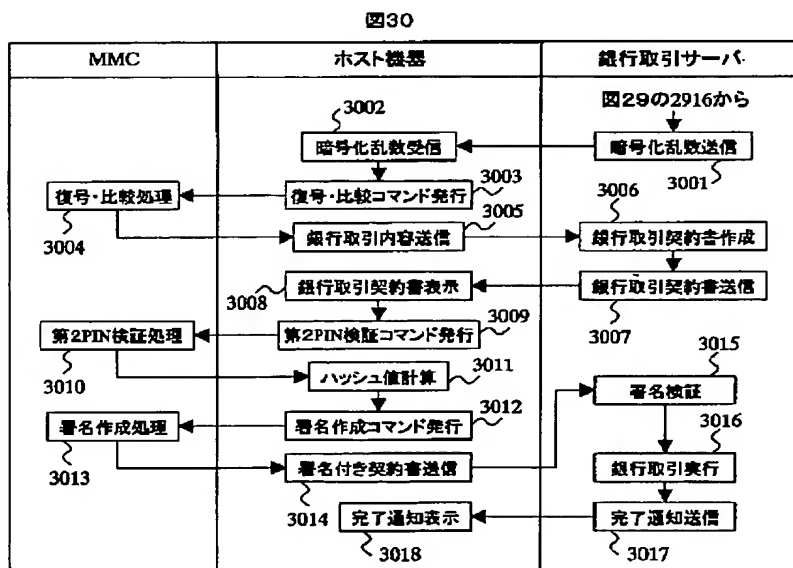 図30
MMC
ホスト機器
銀行取引サーバ
図29の2916から
3002
暗号化乱数受信
暗号化乱数送信
3001
3003
復号・比較処理
復号・比較コマンド発行
3004
3005
3006
銀行取引内容送信
銀行取引契約書作成
3008
銀行取引契約書表示
銀行取引契約書送信
3007
3009
第2PIN検証処理
第2PIN検証コマンド発行
3010
3011
3015
ハッシュ値計算
署名検証
3012
署名作成処理
署名作成コマンド発行
3013
3016
署名付き契約書送信
銀行取引実行
3014
完了通知表示
完了通知送信
3018
3017